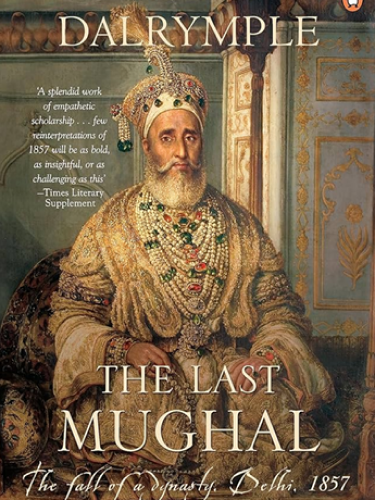 DALRYMPLE
'A splendid work
of empathetic
scholarship . . . few
reinterpretations of
1857 will be as bold,
as insightful, or as
challenging as this'
—Times Literary
Supplement
THE LAST
MUGHAL
The fall of a dynasty, Delhi, 1857